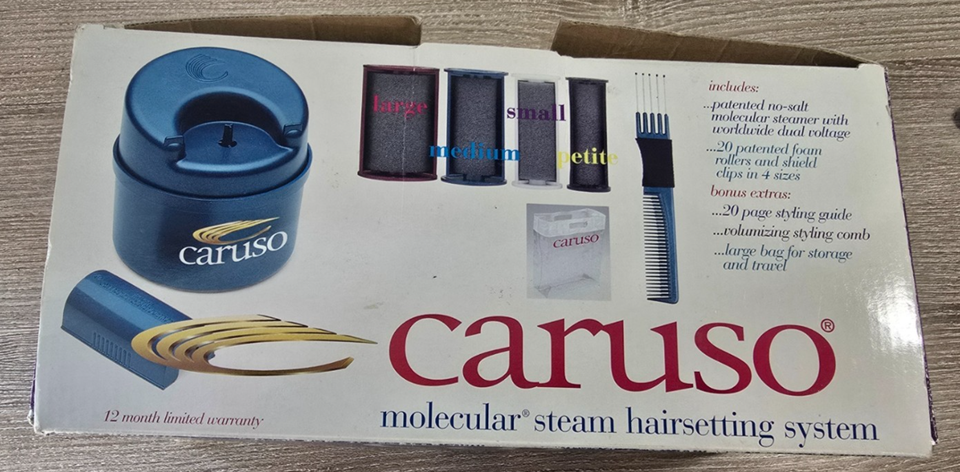 large
medium
small
petite
includes:
...patented no-salt
molecular steamer with
worldwide dual voltage
...20 patented foam
rollers and shield
clips in 4 sizes
bonus extras:
...20 page styling guide
...volumizing styling comb
...large bag for storage
and travel
caruso
caruso
caruso®
molecular® steam hairsetting system
12 month limited warranty